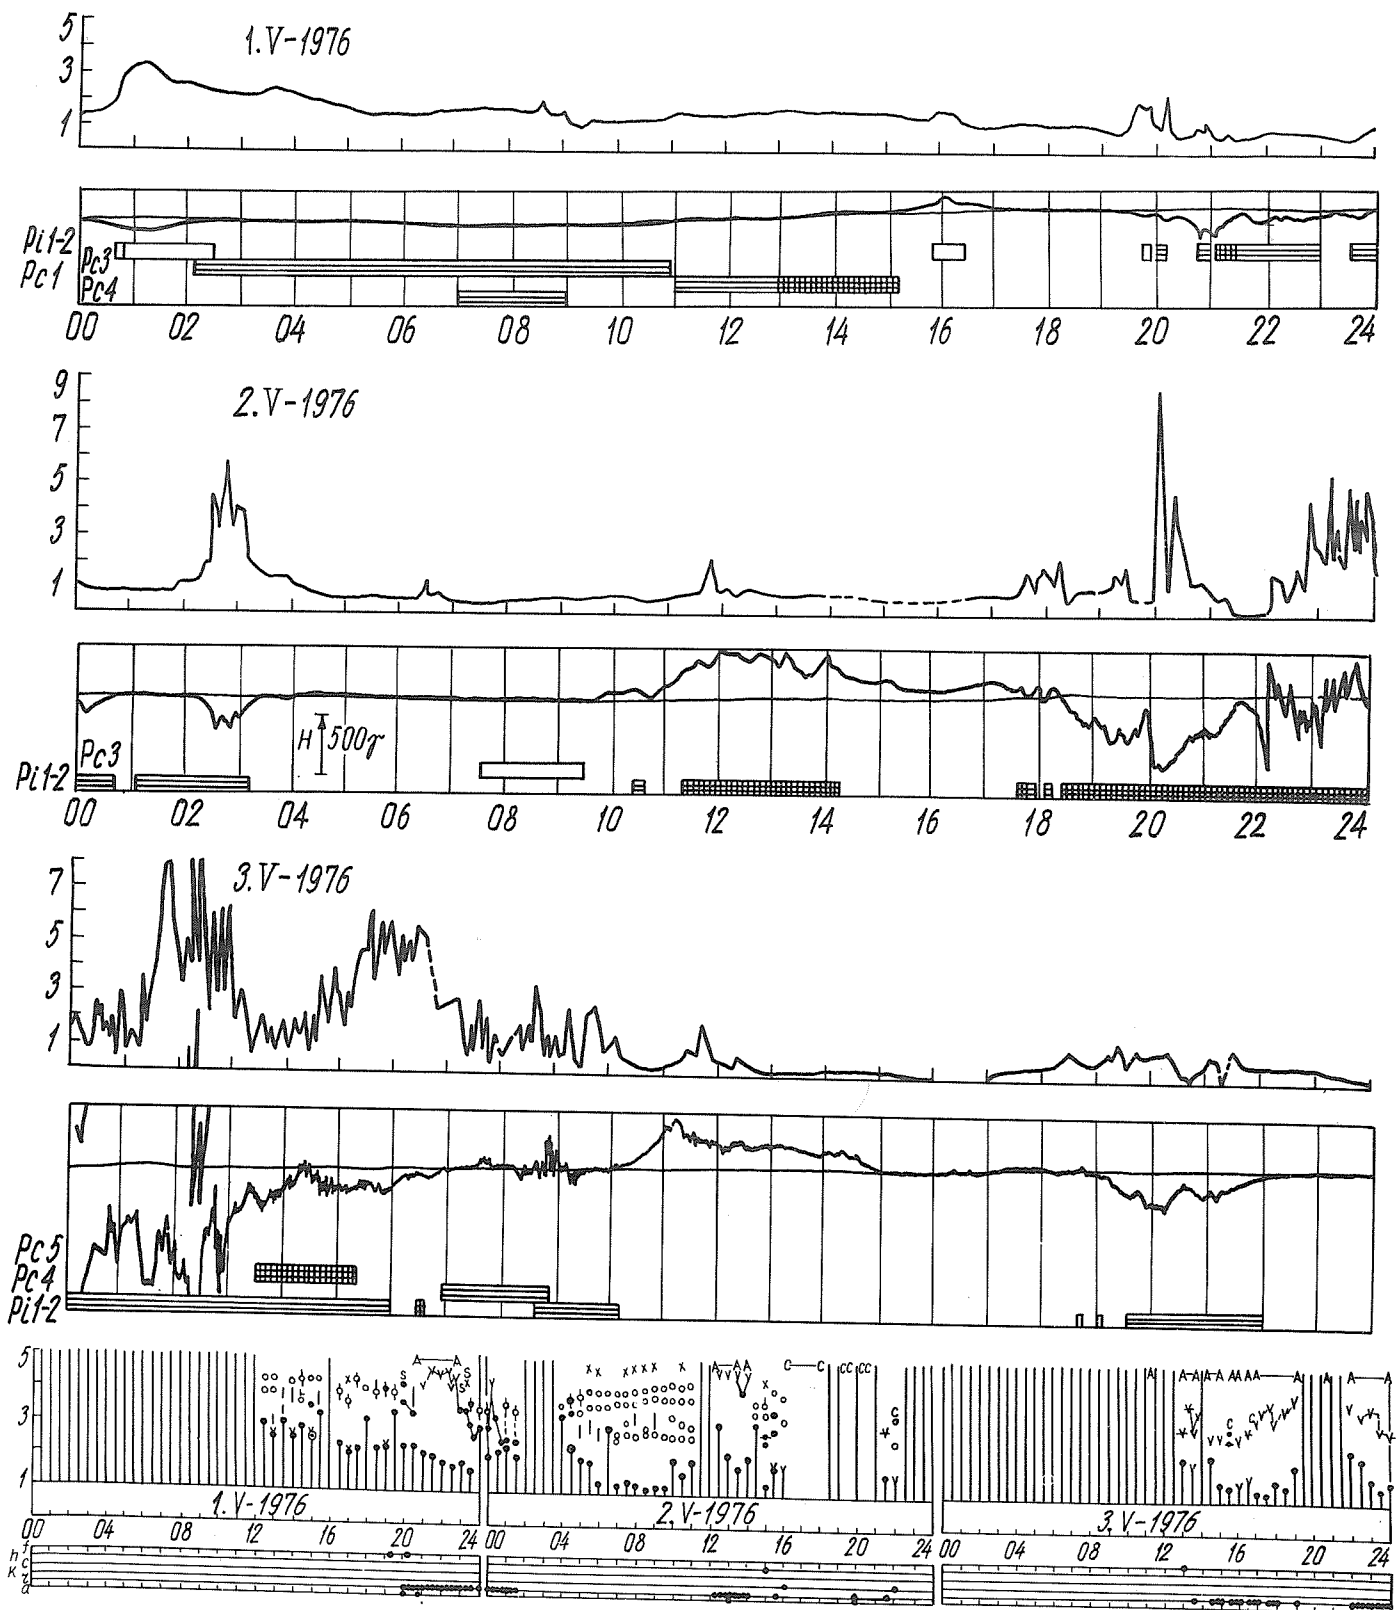 5
3
1
1.V-1976
Pi1-2
Pc3
Pc1
Pc4
00 02 04 06 08 10 12 14 16 18 20 22 24
9
7
5
3
1
2.V-1976
H 500γ
Pc3
Pi1-2
00 02 04 06 08 10 12 14 16 18 20 22 24
7
5
3
1
3.V-1976
Pc5
Pc4
Pi1-2
5
3
1
A—A
S
S
S
x x x x x x x
A A A A
C—C
CC CC
C
A
A—A A A A A A A—A
A
A—A
C
1.V-1976 2.V-1976 3.V-1976
00 04 08 12 16 20 24 04 08 12 16 20 00 04 08 12 16 20 24
f
h
c
k
a